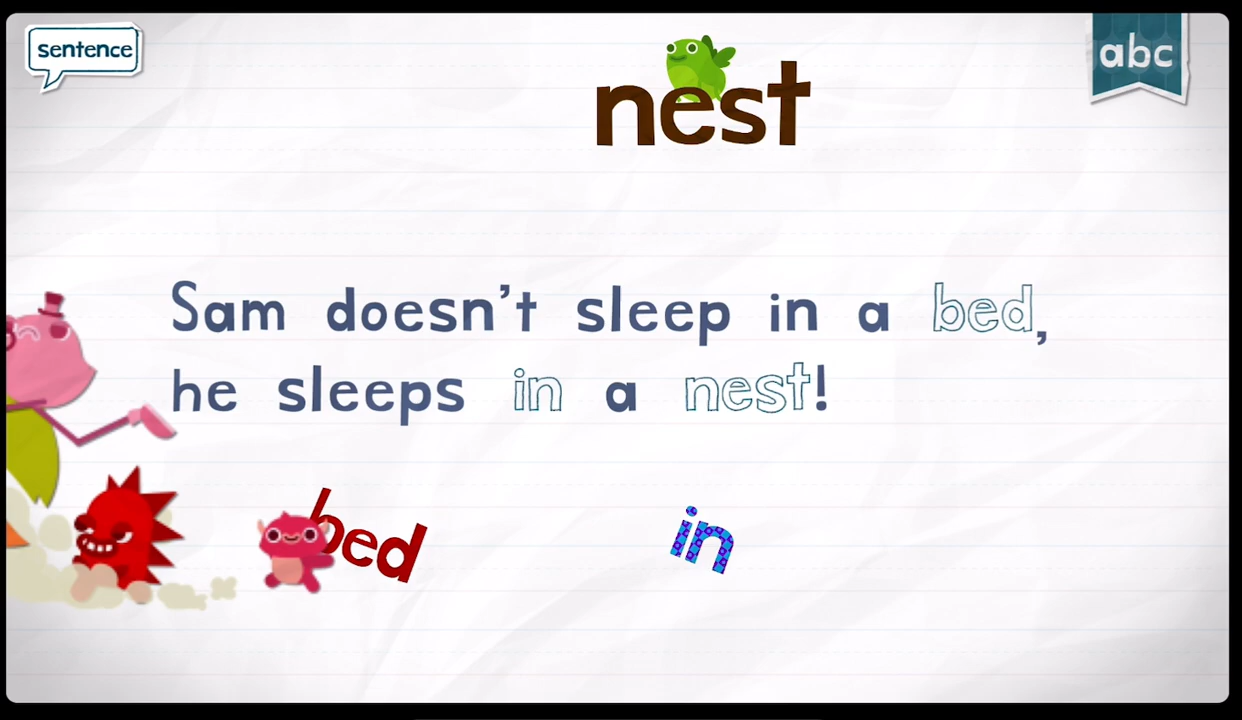 sentence
abc
nest
Sam doesn't sleep in a bed,
he sleeps in a nest!
bed
in